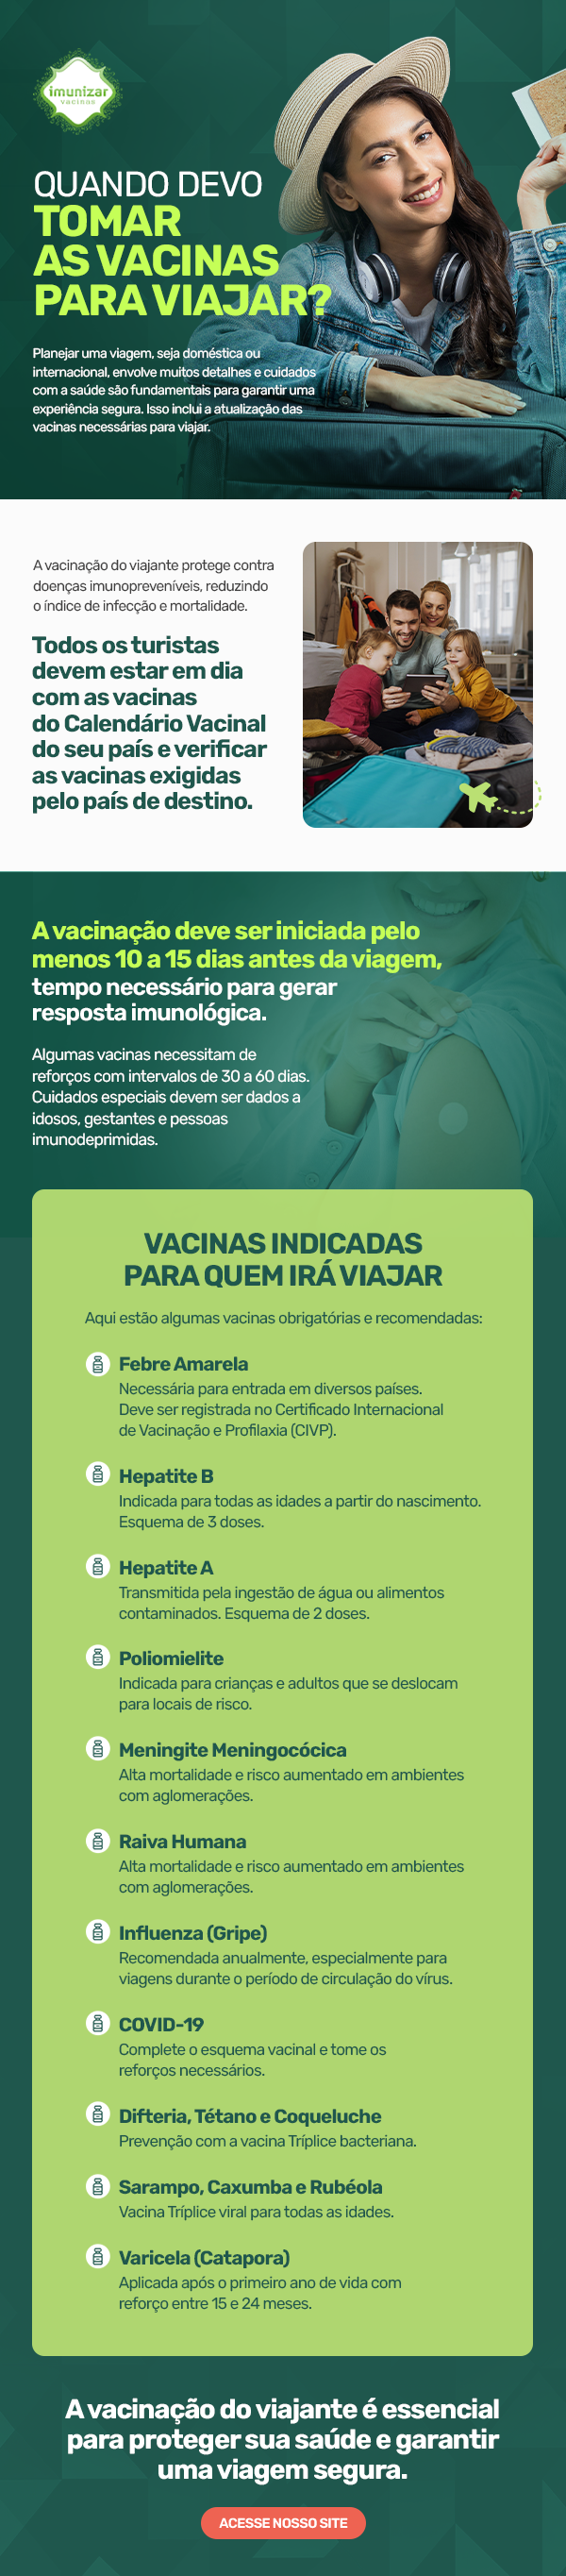 imunizar
vacinas
QUANDO DEVO
TOMAR
AS VACINAS
PARA VIAJAR?
Planejar uma viagem, seja doméstica ou
internacional, envolve muitos detalhes e cuidados
com a saúde são fundamentais para garantir uma
experiência segura. Isso inclui a atualização das
vacinas necessárias para viajar.
A vacinação do viajante protege contra
doenças imunopreveníveis, reduzindo
o índice de infecção e mortalidade.
Todos os turistas
devem estar em dia
com as vacinas
do Calendário Vacinal
do seu país e verificar
as vacinas exigidas
pelo país de destino.
A vacinação deve ser iniciada pelo
menos 10 a 15 dias antes da viagem,
tempo necessário para gerar
resposta imunológica.
Algumas vacinas necessitam de
reforços com intervalos de 30 a 60 dias.
Cuidados especiais devem ser dados a
idosos, gestantes e pessoas
imunodeprimidas.
VACINAS INDICADAS
PARA QUEM IRÁ VIAJAR
Aqui estão algumas vacinas obrigatórias e recomendadas:
Febre Amarela
Necessária para entrada em diversos países.
Deve ser registrada no Certificado Internacional
de Vacinação e Profilaxia (CIVP).
Hepatite B
Indicada para todas as idades a partir do nascimento.
Esquema de 3 doses.
Hepatite A
Transmitida pela ingestão de água ou alimentos
contaminados. Esquema de 2 doses.
Poliomielite
Indicada para crianças e adultos que se deslocam
para locais de risco.
Meningite Meningocócica
Alta mortalidade e risco aumentado em ambientes
com aglomerações.
Raiva Humana
Alta mortalidade e risco aumentado em ambientes
com aglomerações.
Influenza (Gripe)
Recomendada anualmente, especialmente para
viagens durante o período de circulação do vírus.
COVID-19
Complete o esquema vacinal e tome os
reforços necessários.
Difteria, Tétano e Coqueluche
Prevenção com a vacina Tríplice bacteriana.
Sarampo, Caxumba e Rubéola
Vacina Tríplice viral para todas as idades.
Varicela (Catapora)
Aplicada após o primeiro ano de vida com
reforço entre 15 e 24 meses.
A vacinação do viajante é essencial
para proteger sua saúde e garantir
uma viagem segura.
ACESSE NOSSO SITE